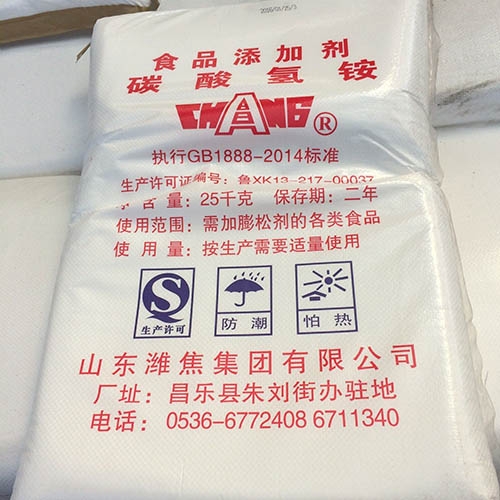 食品添加剂
碳酸氢铵
CHANG®
执行GB1888-2014标准
生产许可证编号：鲁XK13-217-00037
净含量：25千克 保存期：二年
使用范围：需加膨松剂的各类食品
使用量：按生产需要适量使用
QS
生产许可
防潮
怕热
山东潍焦集团有限公司
厂址：昌乐县朱刘街办驻地
电话：0536-6772408 6711340